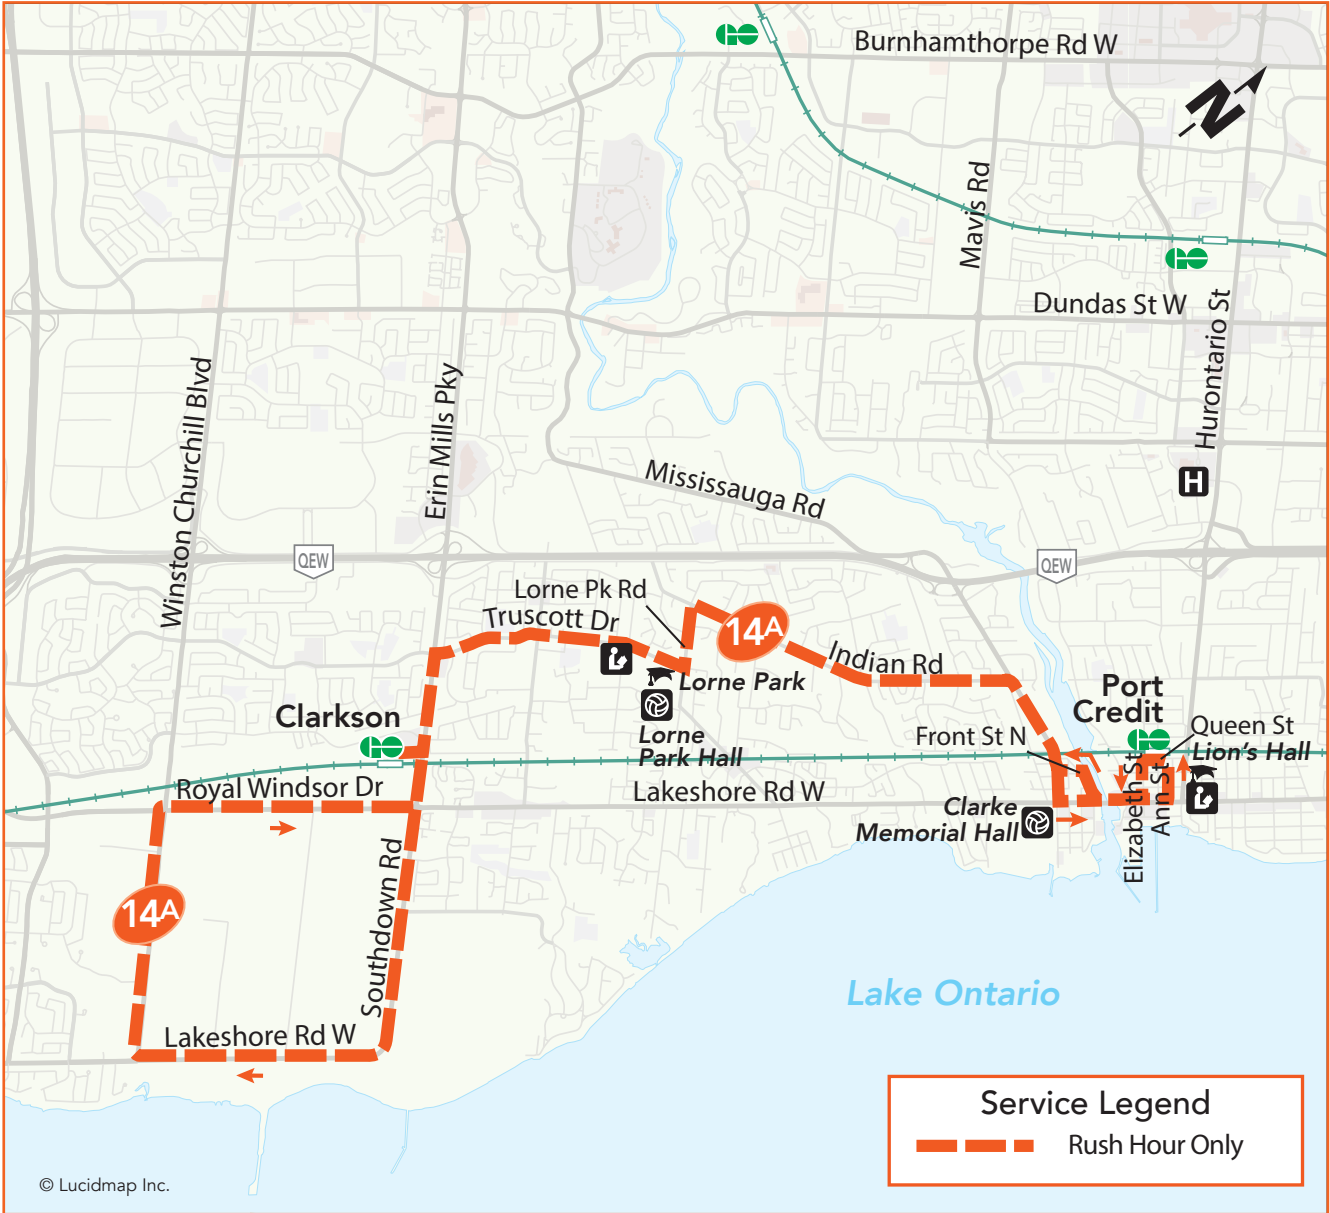 Burnhamthorpe Rd W
N
Mavis Rd
Dundas St W
Hurontario St
Winston Churchill Blvd
Erin Mills Pky
H
Mississauga Rd
QEW
QEW
Lorne Pk Rd
Truscott Dr
14A
Indian Rd
Lorne Park
Port
Credit
Clarkson
Lorne
Park Hall
Front St N
Queen St
Lion's Hall
Royal Windsor Dr
Lakeshore Rd W
Clarke
Memorial Hall
Elizabeth St
Ann St
14A
Southdown Rd
Lake Ontario
Lakeshore Rd W
Service Legend
Rush Hour Only
© Lucidmap Inc.